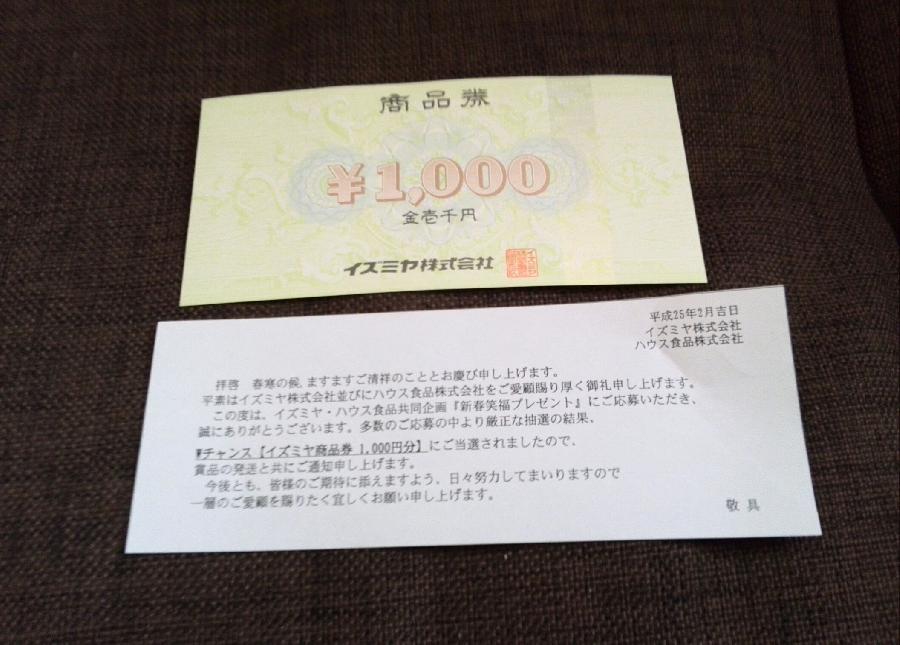 商品券
¥1,000
金壱千円
イズミヤ株式会社
平成25年2月吉日
イズミヤ株式会社
ハウス食品株式会社
拝啓 春寒の候、ますますご清祥のこととお慶び申し上げます。
平素はイズミヤ株式会社並びにハウス食品株式会社をご愛顧賜り厚く御礼申し上げます。
この度は、イズミヤ・ハウス食品共同企画『新春笑福プレゼント』にご応募いただき、
誠にありがとうございます。多数のご応募の中より厳正な抽選の結果、
Wチャンス【イズミヤ商品券 1,000円分】にご当選されましたので、
賞品の発送と共にご通知申し上げます。
今後とも、皆様のご期待に添えますよう、日々努力してまいりますので
一層のご愛顧を賜りたく宜しくお願い申し上げます。
敬具